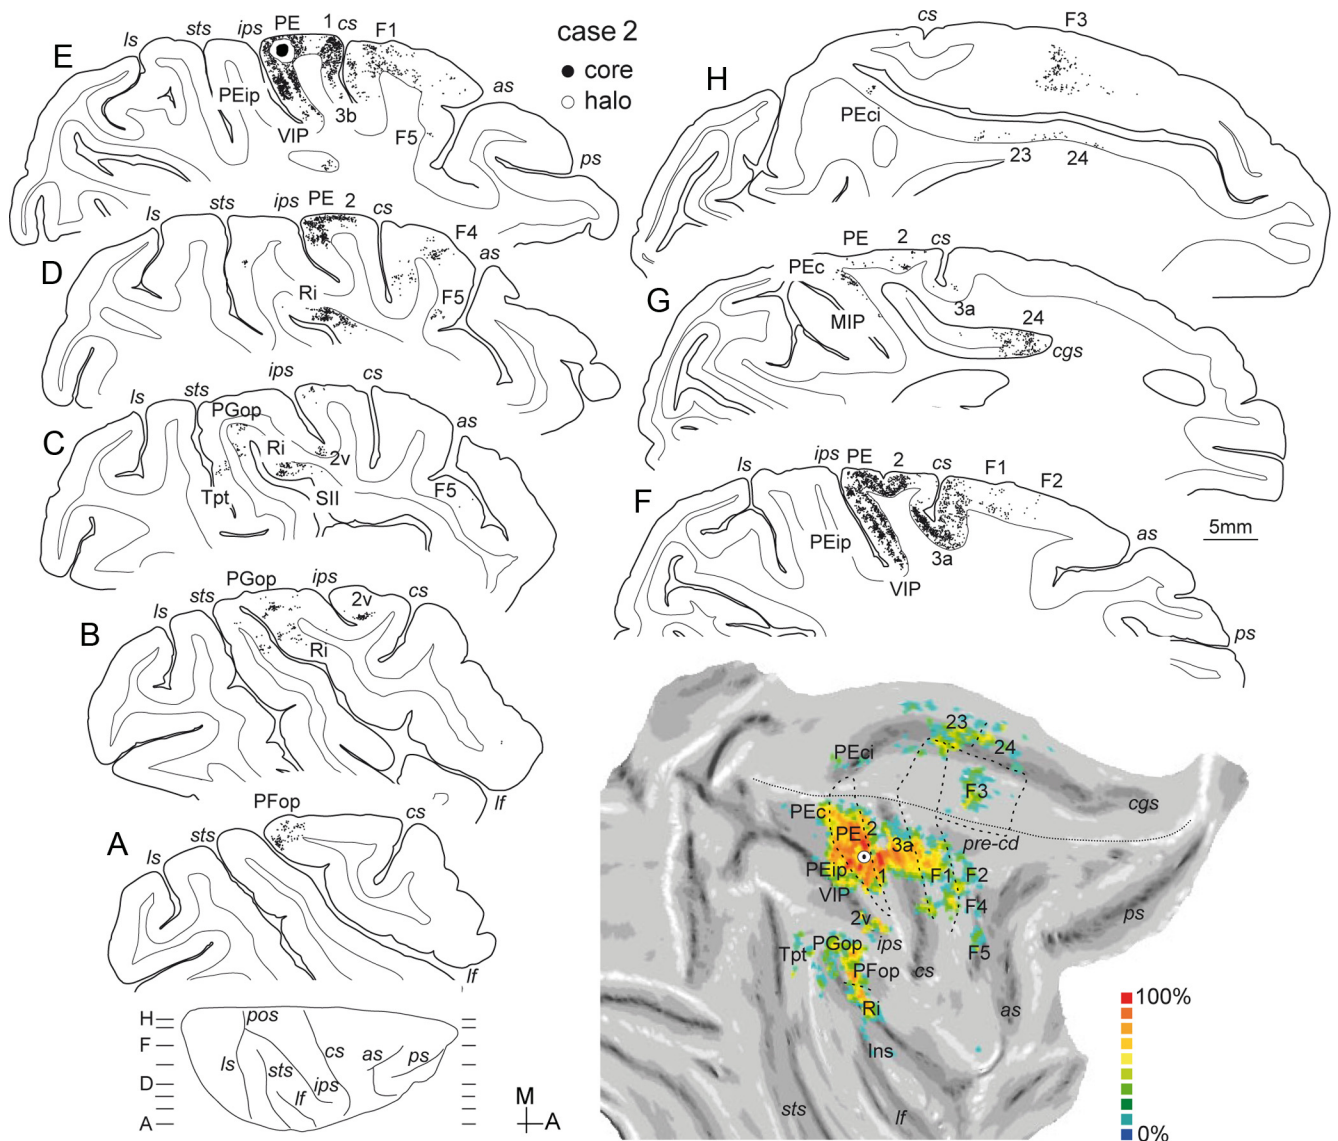 case 2
core
halo
E
ls
sts
ips
PE
1
cs
F1
as
ps
PEip
VIP
3b
F5
D
ls
sts
ips
PE
2
cs
F4
as
Ri
F5
C
ls
sts
ips
cs
as
PGop
Ri
2v
Tpt
SII
F5
B
ls
sts
PGop
ips
2v
cs
Ri
lf
A
ls
sts
PFop
cs
lf
H
F
D
A
pos
ls
sts
lf
ips
cs
as
ps
M
A
H
cs
F3
PEci
23
24
G
PEc
PE
2
cs
3a
MIP
24
cgs
F
ls
ips
PE
2
cs
F1
F2
as
PEip
VIP
3a
ps
5mm
23
24
PEci
F3
cgs
PEc
PE
2
3a
pre-cd
PEip
VIP
1
F1
F2
F4
2v
ips
cs
F5
Tpt
PGop
PFop
Ri
Ins
as
ps
sts
lf
100%
0%